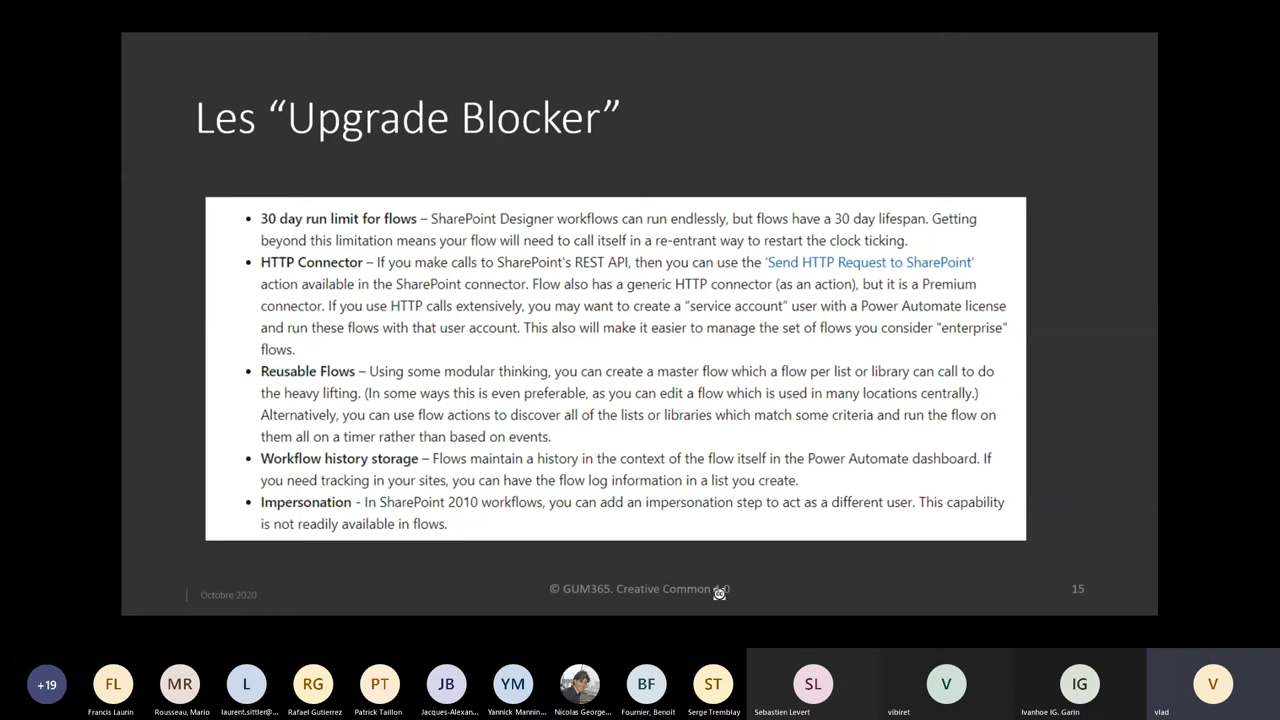 Les “Upgrade Blocker”
• 30 day run limit for flows – SharePoint Designer workflows can run endlessly, but flows have a 30 day lifespan. Getting
beyond this limitation means your flow will need to call itself in a re-entrant way to restart the clock ticking.
• HTTP Connector – If you make calls to SharePoint's REST API, then you can use the 'Send HTTP Request to SharePoint'
action available in the SharePoint connector. Flow also has a generic HTTP connector (as an action), but it is a Premium
connector. If you use HTTP calls extensively, you may want to create a “service account” user with a Power Automate license
and run these flows with that user account. This also will make it easier to manage the set of flows you consider "enterprise"
flows.
• Reusable Flows – Using some modular thinking, you can create a master flow which a flow per list or library can call to do
the heavy lifting. (In some ways this is even preferable, as you can edit a flow which is used in many locations centrally.)
Alternatively, you can use flow actions to discover all of the lists or libraries which match some criteria and run the flow on
them all on a timer rather than based on events.
• Workflow history storage – Flows maintain a history in the context of the flow itself in the Power Automate dashboard. If
you need tracking in your sites, you can have the flow log information in a list you create.
• Impersonation - In SharePoint 2010 workflows, you can add an impersonation step to act as a different user. This capability
is not readily available in flows.
Octobre 2020
© GUM365. Creative Common
15
+19
FL
MR
L
RG
PT
JB
YM
BF
ST
SL
V
IG
V
Francis Laurin
Rousseau, Mario
laurent.sittler@...
Rafael Gutierrez
Patrick Taillon
Jacques-Alexan...
Yannick Mannin...
Nicolas George...
Fournier, Benoit
Serge Tremblay
Sebastien Levert
vibiret
Ivanhoe IG. Garin
vlad